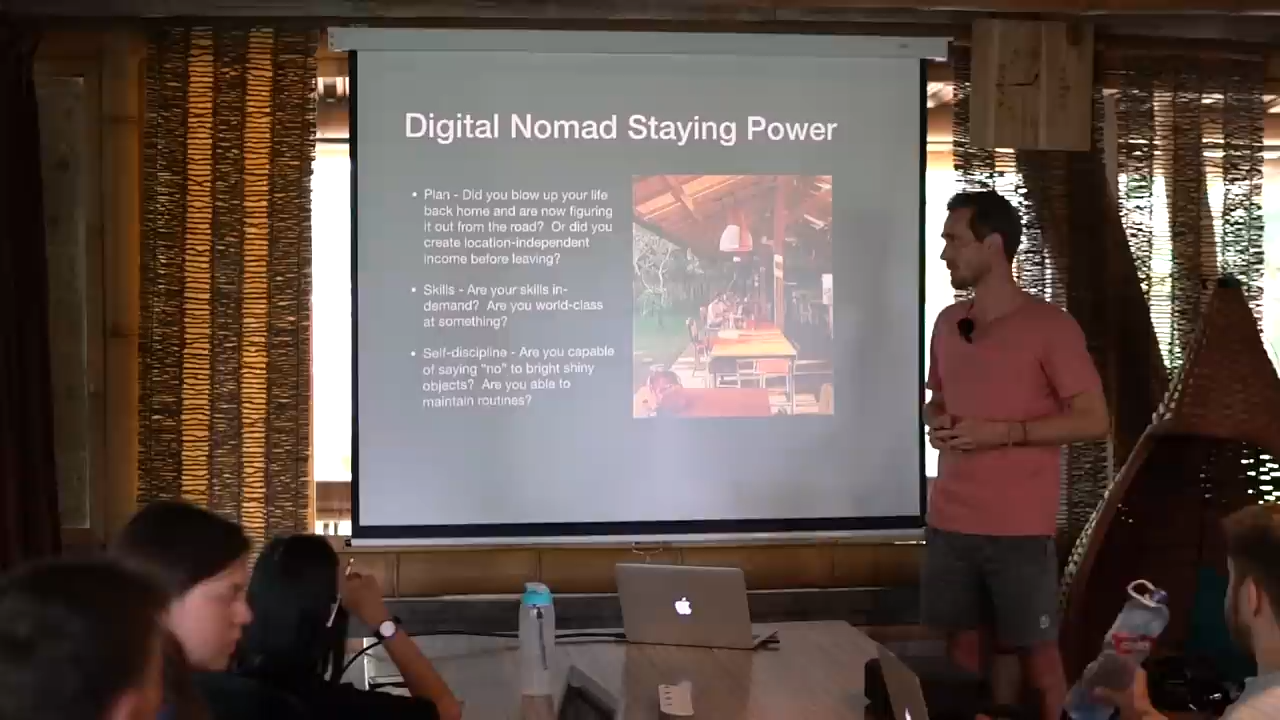 Digital Nomad Staying Power
• Plan - Did you blow up your life
back home and are now figuring
it out from the road?  Or did you
create location-independent
income before leaving?
• Skills - Are your skills in-
demand?  Are you world-class
at something?
• Self-discipline - Are you capable
of saying "no" to bright shiny
objects?  Are you able to
maintain routines?